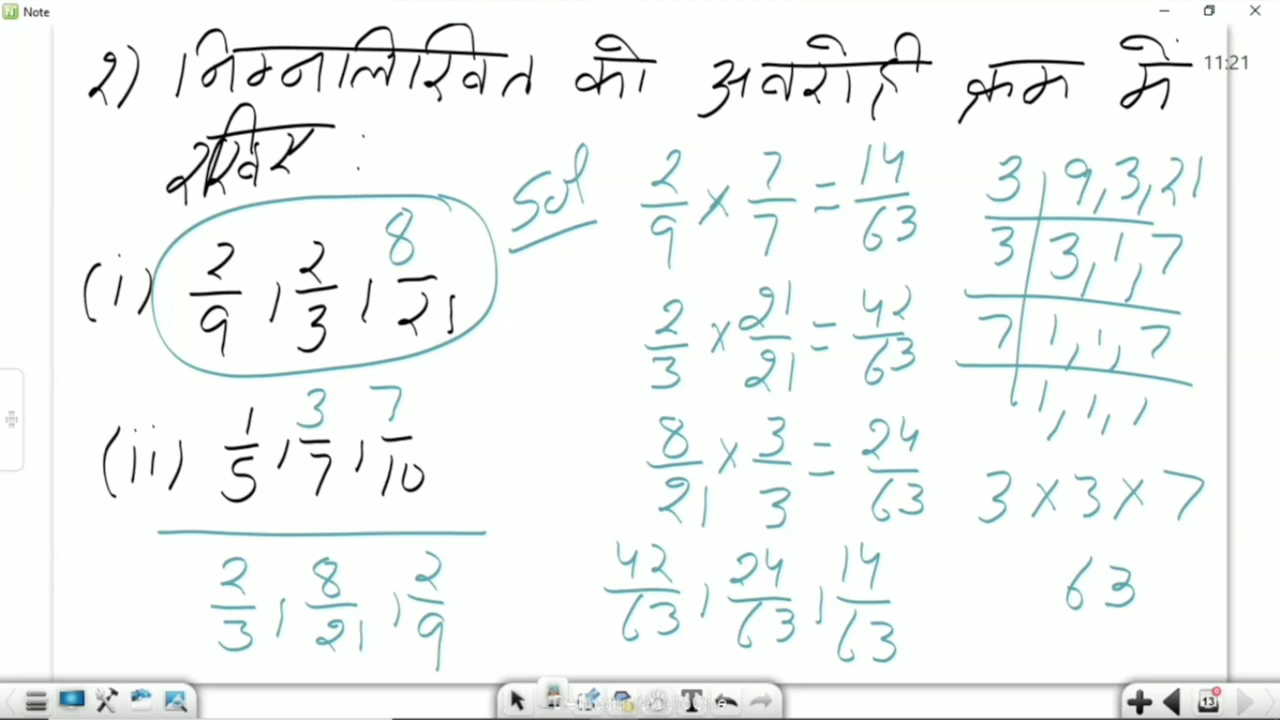 Note
11:21
2) निम्नलिखित को अवरोही क्रम में
रखिए :
(i) 2/9 , 2/3 , 8/21
(ii) 1/5 , 3/7 , 7/10
2/3 , 8/21 , 2/9
Sol
2/9 × 7/7 = 14/63
2/3 × 21/21 = 42/63
8/21 × 3/3 = 24/63
42/63 , 24/63 , 14/63
3 | 9, 3, 21
3 | 3, 1, 7
7 | 1, 1, 7
1, 1, 1
3 × 3 × 7
63
13